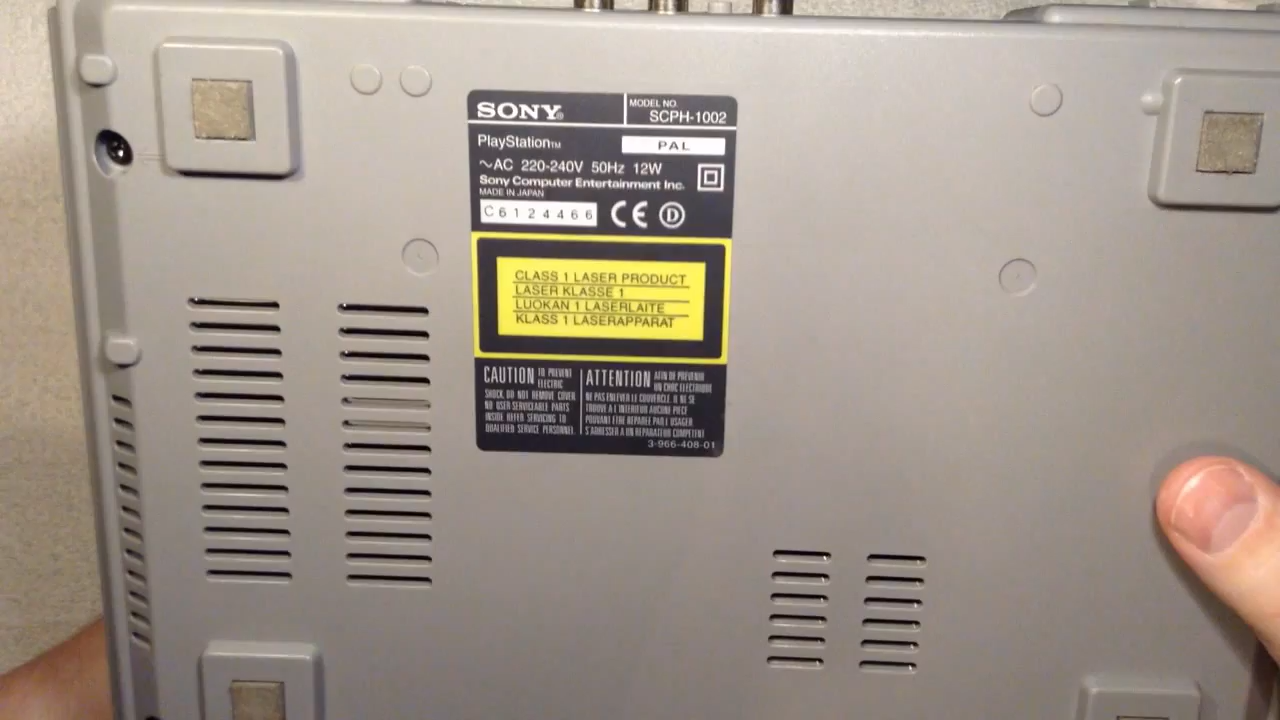 SONY®
MODEL NO.
SCPH-1002
PlayStation™
PAL
~AC 220-240V 50Hz 12W
Sony Computer Entertainment Inc.
MADE IN JAPAN
C6124466
CE D
CLASS 1 LASER PRODUCT
LASER KLASSE 1
LUOKAN 1 LASERLAITE
KLASS 1 LASERAPPARAT
CAUTION TO PREVENT
ELECTRIC
SHOCK DO NOT REMOVE COVER.
NO USER SERVICEABLE PARTS
INSIDE REFER SERVICING TO
QUALIFIED SERVICE PERSONNEL.
ATTENTION AFIN DE PREVENIR
UN CHOC ELECTRIQUE
NE PAS ENLEVER LE COUVERCLE. IL NE SE
TROUVE A L'INTERIEUR AUCUNE PIECE
POUVANT ETRE REPAREE PAR L'USAGER
S'ADRESSER A UN REPARATEUR COMPETENT
3-966-408-01